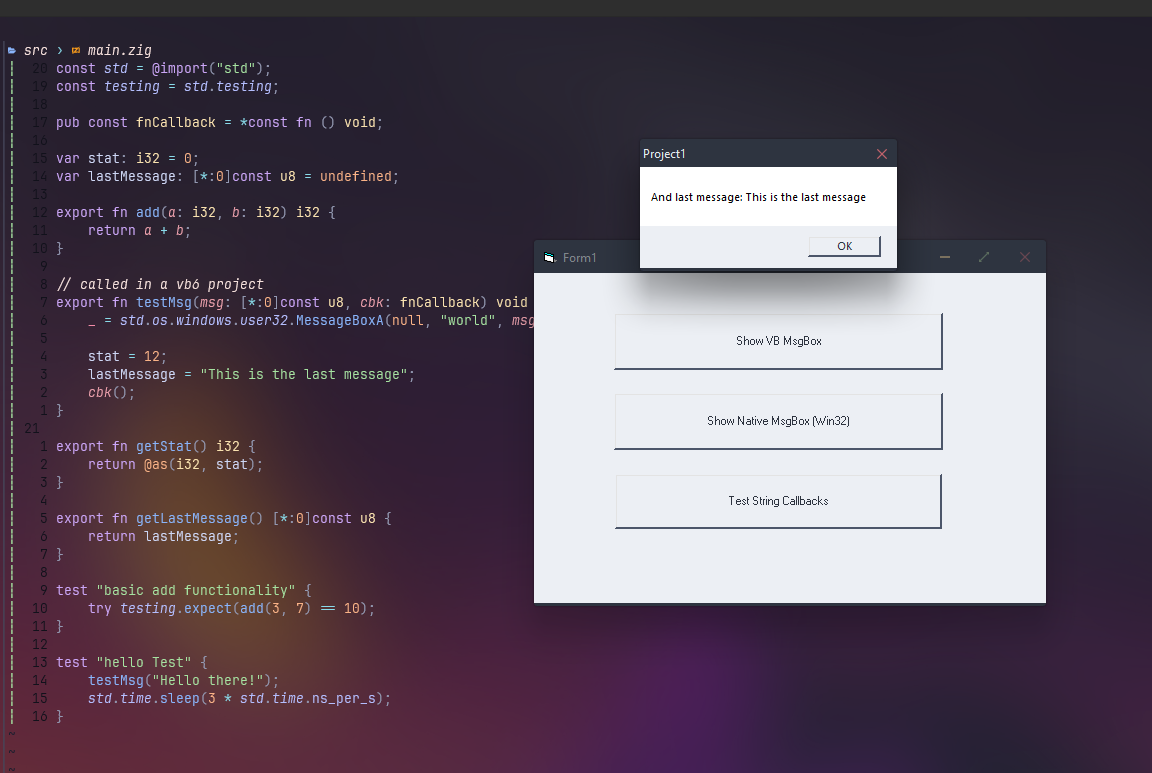 src › main.zig
20 const std = @import("std");
19 const testing = std.testing;
18
17 pub const fnCallback = *const fn () void;
16
15 var stat: i32 = 0;
14 var lastMessage: [*:0]const u8 = undefined;
13
12 export fn add(a: i32, b: i32) i32 {
11 return a + b;
10 }
9
8 // called in a vb6 project
7 export fn testMsg(msg: [*:0]const u8, cbk: fnCallback) void
6 _ = std.os.windows.user32.MessageBoxA(null, "world", msg
5
4 stat = 12;
3 lastMessage = "This is the last message";
2 cbk();
1 }
21
1 export fn getStat() i32 {
2 return @as(i32, stat);
3 }
4
5 export fn getLastMessage() [*:0]const u8 {
6 return lastMessage;
7 }
8
9 test "basic add functionality" {
10 try testing.expect(add(3, 7) == 10);
11 }
12
13 test "hello Test" {
14 testMsg("Hello there!");
15 std.time.sleep(3 * std.time.ns_per_s);
16 }
~
~
~
Project1
And last message: This is the last message
OK
Form1
Show VB MsgBox
Show Native MsgBox (Win32)
Test String Callbacks